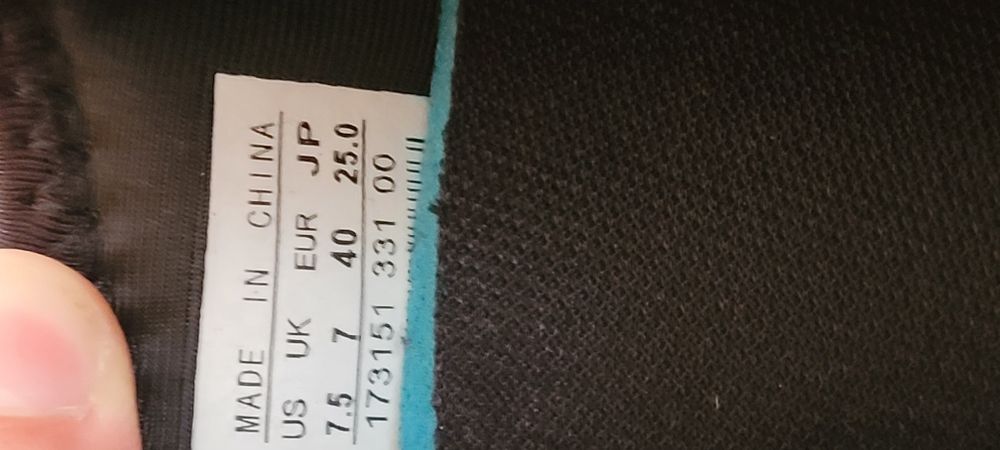 MADE IN CHINA
US UK EUR JP
7.5 7 40 25.0
173151 331 00